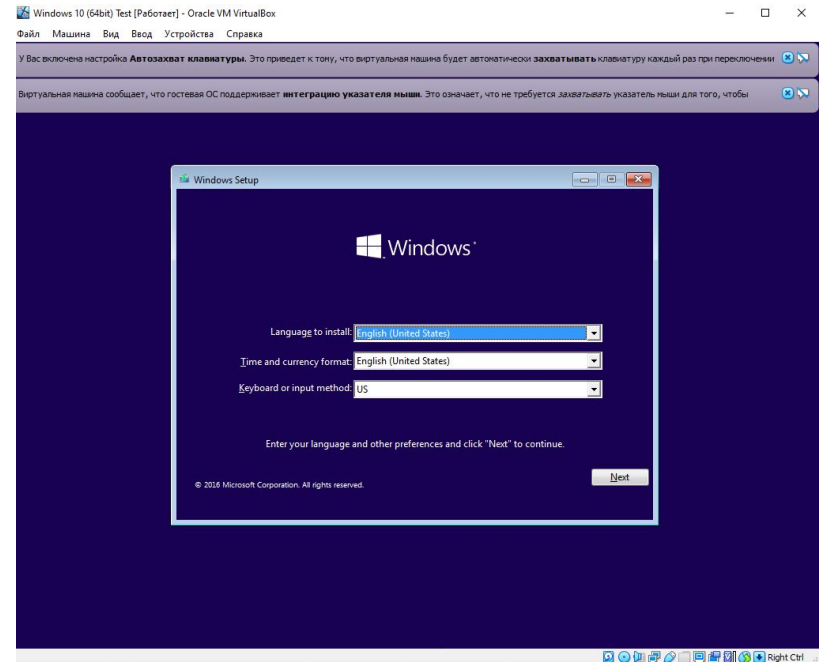 Windows 10 (64bit) Test [Работает] - Oracle VM VirtualBox
Файл Машина Вид Ввод Устройства Справка
У Вас включена настройка Автозахват клавиатуры. Это приведет к тому, что виртуальная машина будет автоматически захватывать клавиатуру каждый раз при переключении
Виртуальная машина сообщает, что гостевая ОС поддерживает интеграцию указателя мыши. Это означает, что не требуется захватывать указатель мыши для того, чтобы
Windows Setup
Windows
Language to install: English (United States)
Time and currency format: English (United States)
Keyboard or input method: US
Enter your language and other preferences and click "Next" to continue.
Next
© 2016 Microsoft Corporation. All rights reserved.
Right Ctrl